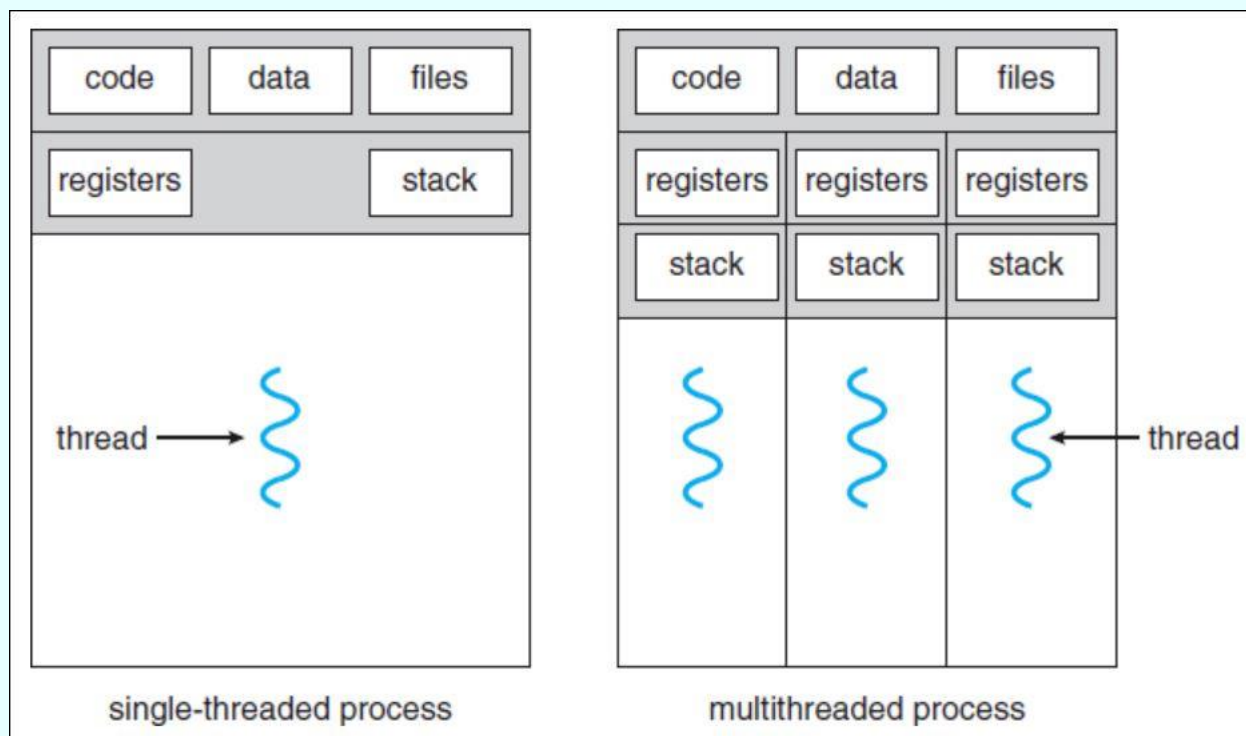 code data files
registers stack
thread
single-threaded process
code data files
registers registers registers
stack stack stack
thread
multithreaded process